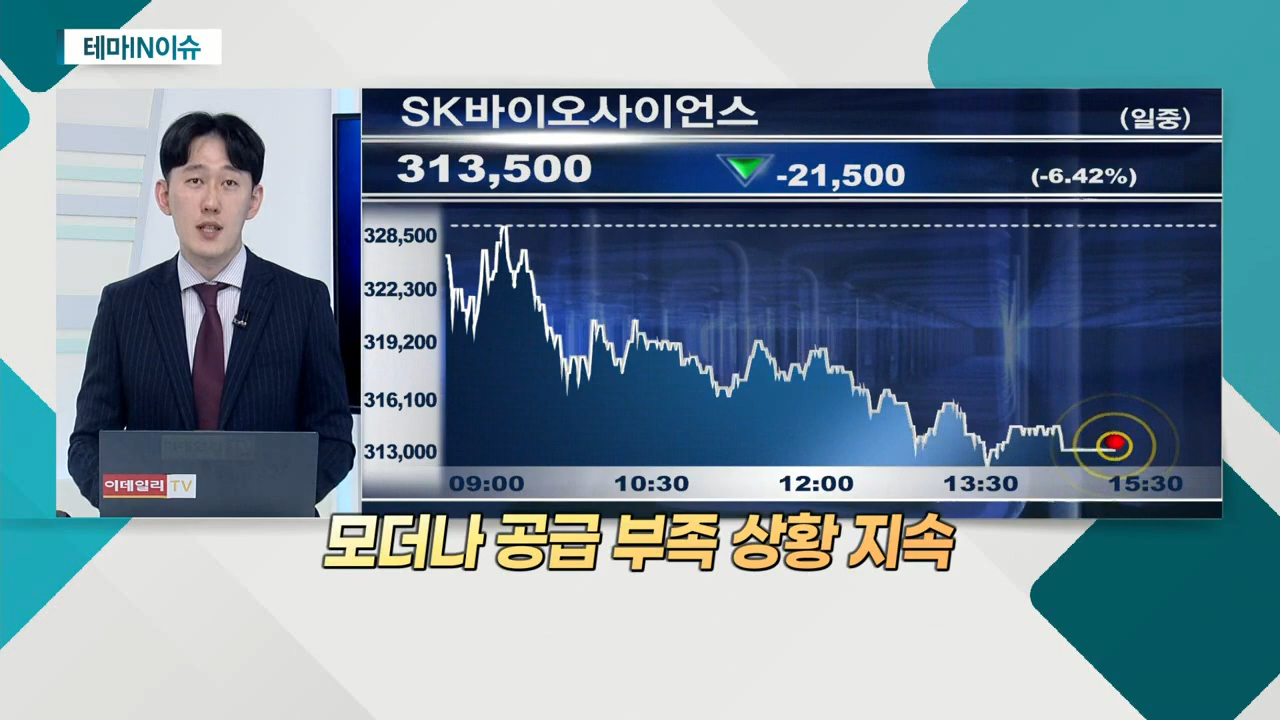 테마IN이슈
SK바이오사이언스
(일중)
313,500
-21,500
(-6.42%)
328,500
322,300
319,200
316,100
313,000
09:00
10:30
12:00
13:30
15:30
이데일리 TV
모더나 공급 부족 상황 지속